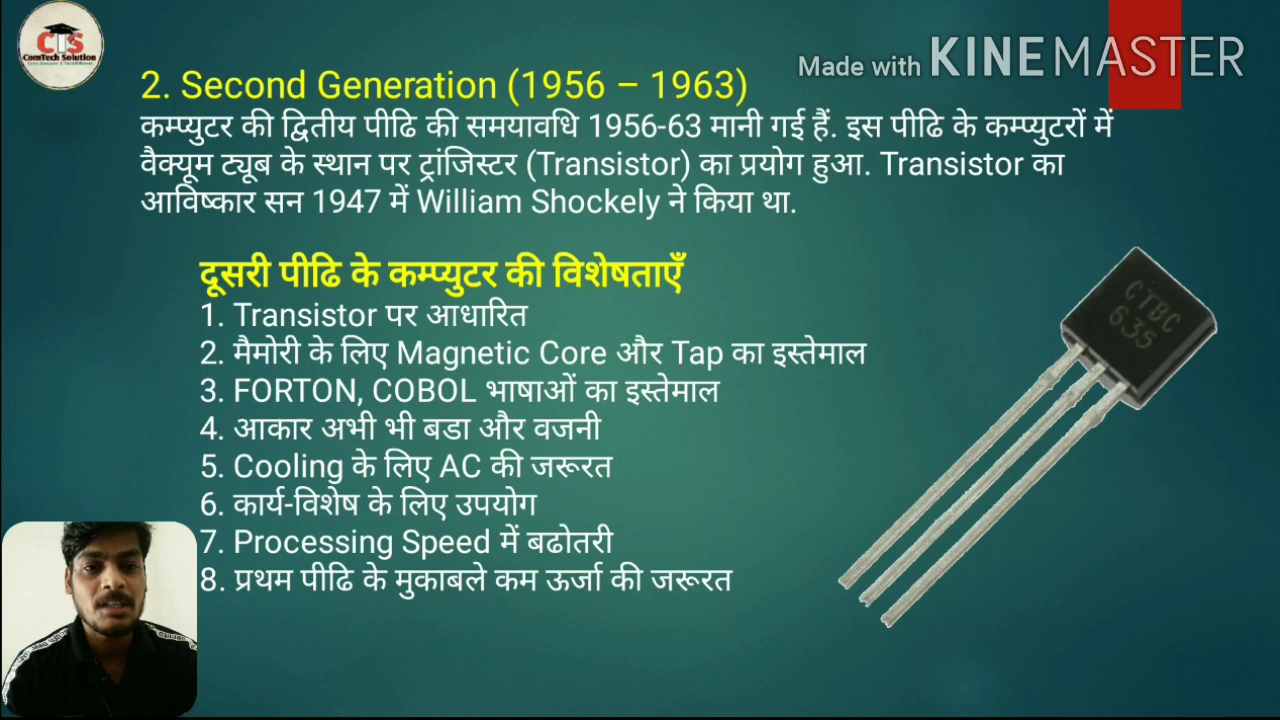 CTS
ComTech Solution
Made with KINEMASTER
2. Second Generation (1956 – 1963)
कम्प्युटर की द्वितीय पीढि की समयावधि 1956-63 मानी गई हैं. इस पीढि के कम्प्युटरों में
वैक्यूम ट्यूब के स्थान पर ट्रांजिस्टर (Transistor) का प्रयोग हुआ. Transistor का
आविष्कार सन 1947 में William Shockely ने किया था.
दूसरी पीढि के कम्प्युटर की विशेषताएँ
1. Transistor पर आधारित
2. मैमोरी के लिए Magnetic Core और Tap का इस्तेमाल
3. FORTON, COBOL भाषाओं का इस्तेमाल
4. आकार अभी भी बडा और वजनी
5. Cooling के लिए AC की जरूरत
6. कार्य-विशेष के लिए उपयोग
7. Processing Speed में बढोतरी
8. प्रथम पीढि के मुकाबले कम ऊर्जा की जरूरत
CTBC
635